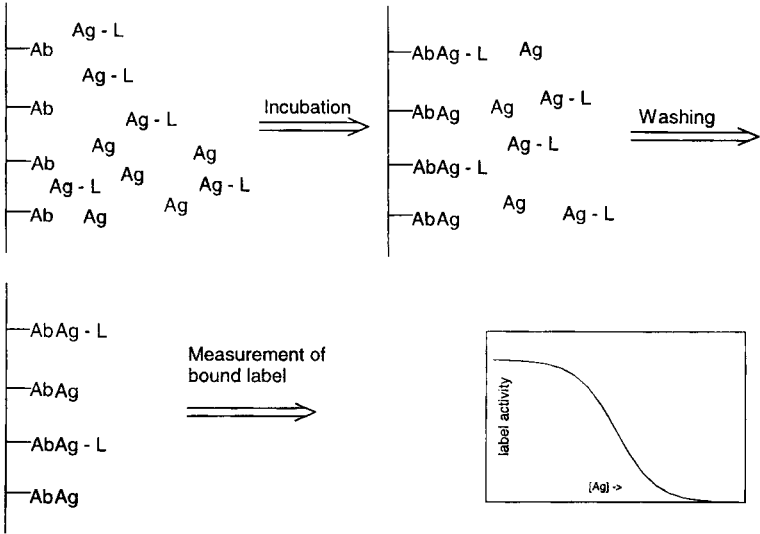 Ag - L
Ab
Ag - L
Ab
Ag - L
Ag
Ag
Ab
Ag
Ag - L
Ag - L
Ag
Ab
Ag
Incubation
AbAg - L
Ag
Ag - L
AbAg
Ag
Ag - L
AbAg - L
Ag
AbAg
Ag - L
Washing
AbAg - L
AbAg
AbAg - L
AbAg
Measurement of
bound label
label activity
[Ag] ->